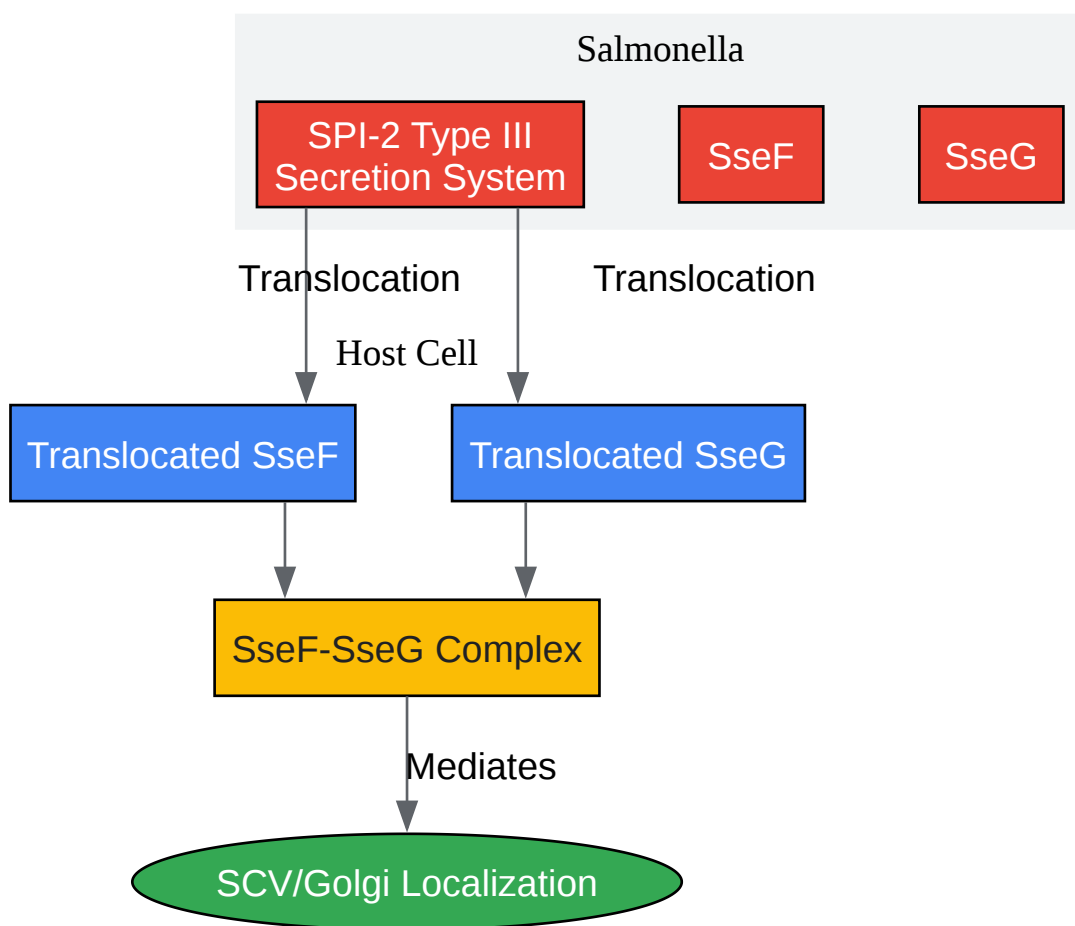 Salmonella
SPI-2 Type III
Secretion System
SseF
SseG
Translocation
Translocation
Host Cell
Translocated SseF
Translocated SseG
SseF-SseG Complex
Mediates
SCV/Golgi Localization